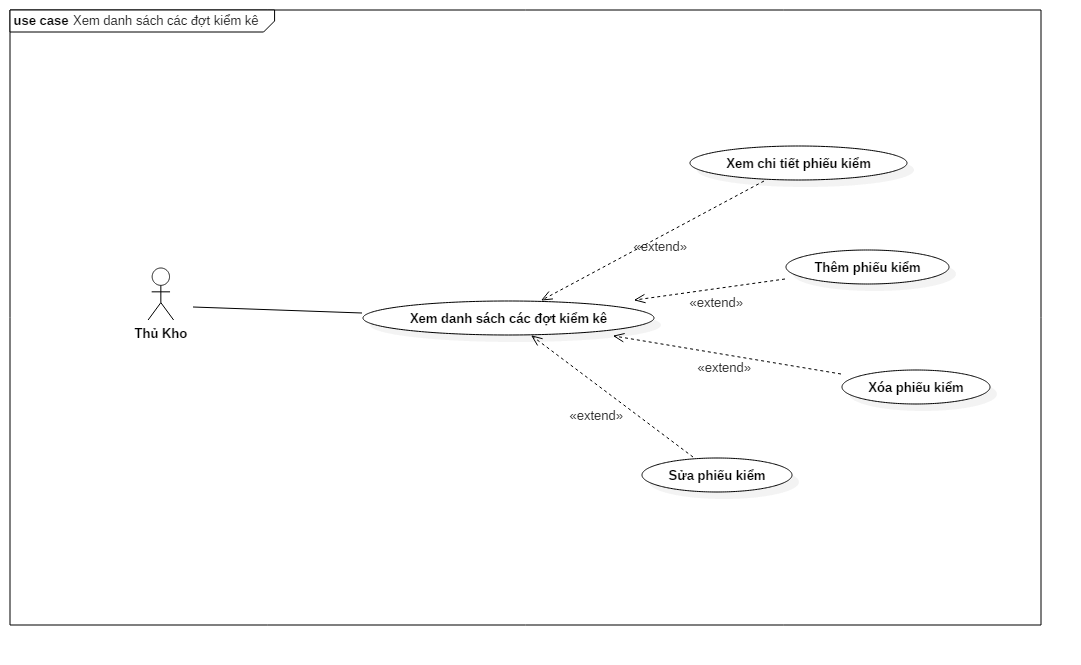 use case Xem danh sách các đợt kiểm kê
Xem chi tiết phiếu kiểm
«extend»
Thêm phiếu kiểm
«extend»
Thủ Kho
Xem danh sách các đợt kiểm kê
«extend»
Xóa phiếu kiểm
«extend»
Sửa phiếu kiểm